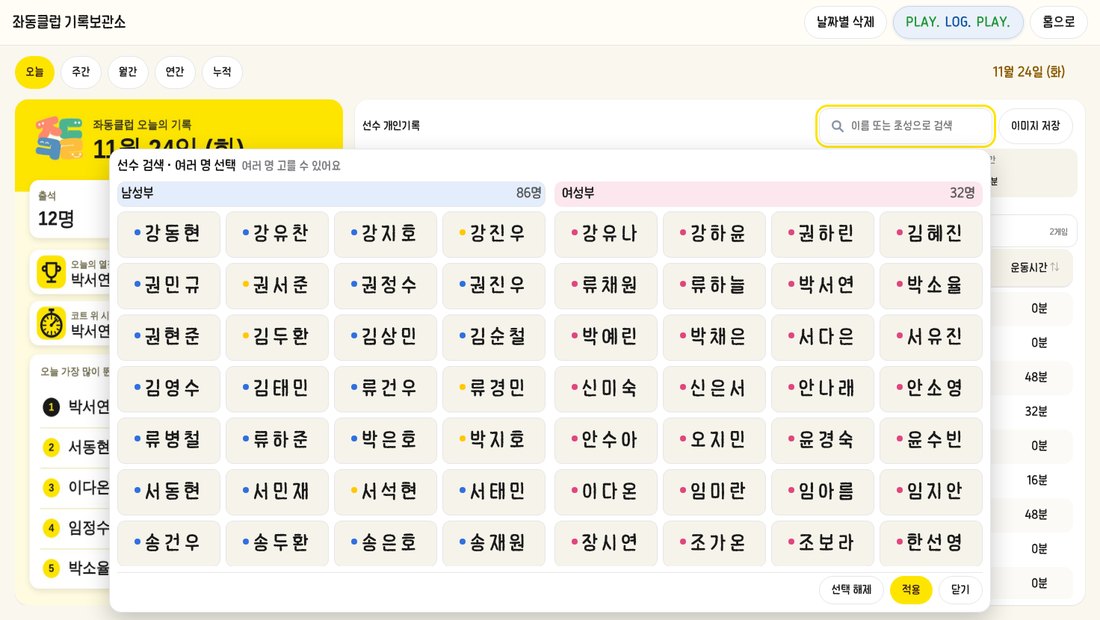 좌동클럽 기록보관소
날짜별 삭제 PLAY. LOG. PLAY. 홈으로
오늘 주간 월간 연간 누적 11월 24일 (화)
좌동클럽 오늘의 기록
11월 24일 (화)
선수 개인기록 이름 또는 초성으로 검색 이미지 저장
출석
12명
오늘의 열
박서연
코트 위 시
박서연
오늘 가장 많이 뛴
1 박서연
2 서동현
3 이다온
4 임정수
5 박소율
선수 검색 · 여러 명 선택 여러 명 고를 수 있어요
남성부 86명 여성부 32명
강동현 강유찬 강지호 강진우 강유나 강하윤 권하린 김혜진
권민규 권서준 권정수 권진우 류채원 류하늘 박서연 박소율
권현준 김두환 김상민 김순철 박예린 박채은 서다은 서유진
김영수 김태민 류건우 류경민 신미숙 신은서 안나래 안소영
류병철 류하준 박은호 박지호 안수아 오지민 윤경숙 윤수빈
서동현 서민재 서석현 서태민 이다온 임미란 임아름 임지안
송건우 송두환 송은호 송재원 장시연 조가온 조보라 한선영
선택 해제 적용 닫기
2게임
운동시간
0분
0분
48분
32분
0분
16분
48분
0분
0분